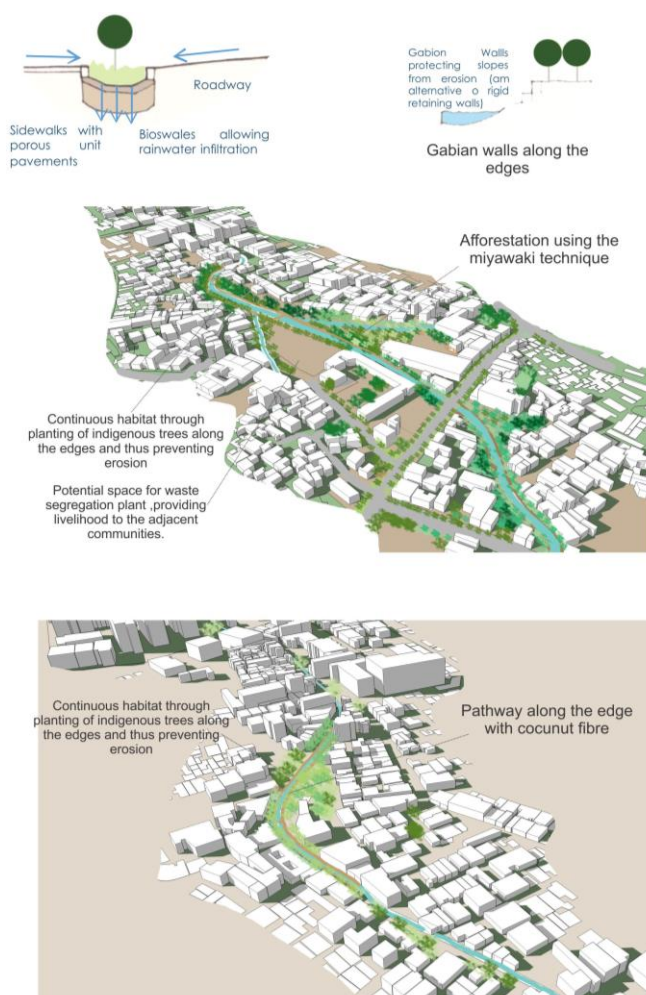 Roadway
Sidewalks with
porous unit
pavements
Bioswales allowing
rainwater infiltration
Gabion Wallls
protecting slopes
from erosion (am
alternative o rigid
retaining walls)
Gabian walls along the
edges
Afforestation using the
miyawaki technique
Continuous habitat through
planting of indigenous trees along
the edges and thus preventing
erosion
Potential space for waste
segregation plant ,providing
livelihood to the adjacent
communities.
Continuous habitat through
planting of indigenous trees along
the edges and thus preventing
erosion
Pathway along the edge
with cocunut fibre